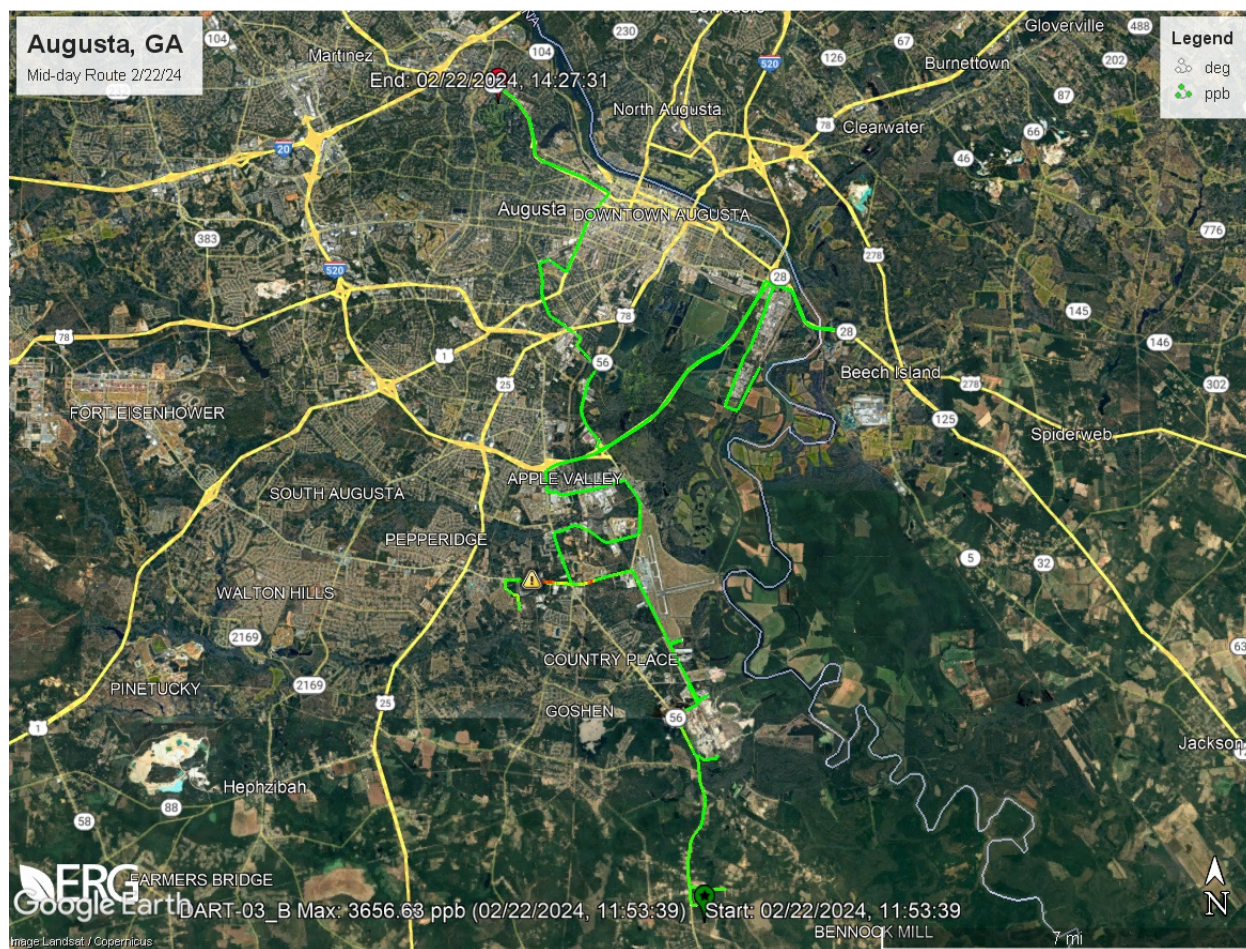 Augusta, GA
Mid-day Route 2/22/24
Legend
deg
ppb
Gloverville
488
104
230
67
Martinez
104
126
Burnettown
202
520
End: 02/22/2024, 14:27:31
87
North Augusta
78
Clearwater
66
20
46
Augusta
DOWNTOWN AUGUSTA
776
383
278
520
28
145
78
78
28
146
1
56
Beech Island
278
302
25
FORT EISENHOWER
125
Spiderweb
APPLE VALLEY
SOUTH AUGUSTA
PEPPERIDGE
5
32
WALTON HILLS
2169
63
COUNTRY PLACE
PINETUCKY
2169
25
GOSHEN
56
1
Jackson
Hephzibah
88
58
ERG
FARMERS BRIDGE
Google Earth
DART-03_B Max: 3656.63 ppb (02/22/2024, 11:53:39)
Start: 02/22/2024, 11:53:39
N
BENNOCK MILL
7 mi
Image Landsat / Copernicus